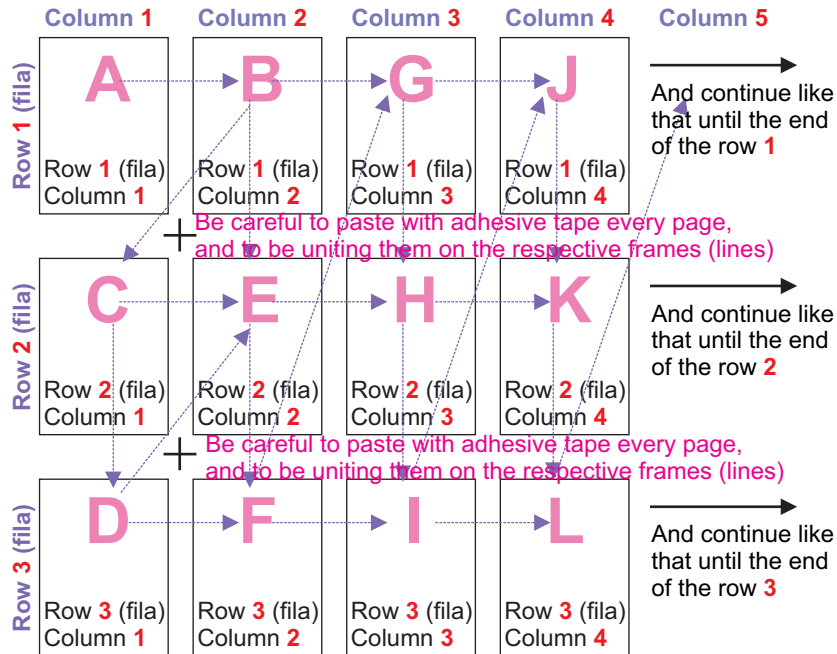 Column 1
Column 2
Column 3
Column 4
Column 5
Row 1 (fila)
A
B
G
J
And continue like
that until the end
of the row 1
Row 1 (fila)
Column 1
Row 1 (fila)
Column 2
Row 1 (fila)
Column 3
Row 1 (fila)
Column 4
+ Be careful to paste with adhesive tape every page,
and to be uniting them on the respective frames (lines)
Row 2 (fila)
C
E
H
K
And continue like
that until the end
of the row 2
Row 2 (fila)
Column 1
Row 2 (fila)
Column 2
Row 2 (fila)
Column 3
Row 2 (fila)
Column 4
+ Be careful to paste with adhesive tape every page,
and to be uniting them on the respective frames (lines)
Row 3 (fila)
D
F
I
L
And continue like
that until the end
of the row 3
Row 3 (fila)
Column 1
Row 3 (fila)
Column 2
Row 3 (fila)
Column 3
Row 3 (fila)
Column 4